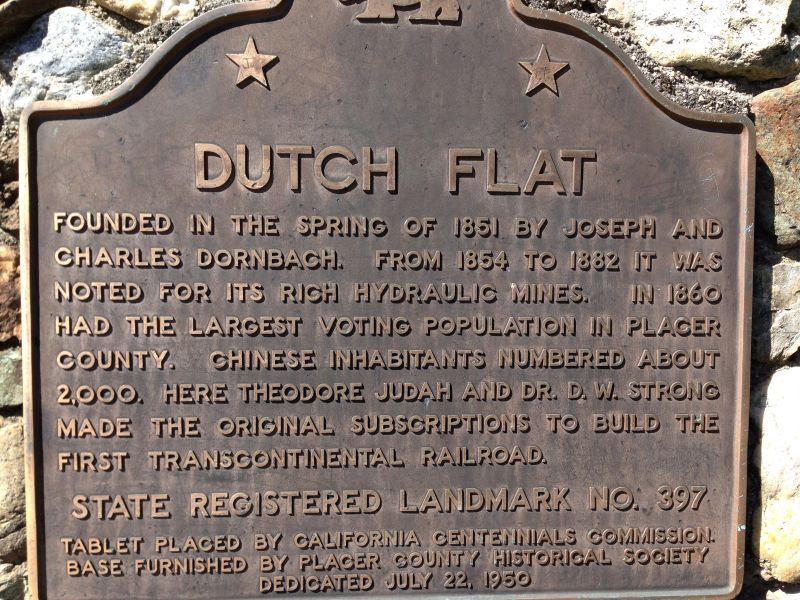 DUTCH FLAT
FOUNDED IN THE SPRING OF 1851 BY JOSEPH AND
CHARLES DORNBACH. FROM 1854 TO 1882 IT WAS
NOTED FOR ITS RICH HYDRAULIC MINES. IN 1860
HAD THE LARGEST VOTING POPULATION IN PLACER
COUNTY. CHINESE INHABITANTS NUMBERED ABOUT
2,000. HERE THEODORE JUDAH AND DR. D. W. STRONG
MADE THE ORIGINAL SUBSCRIPTIONS TO BUILD THE
FIRST TRANSCONTINENTAL RAILROAD.
STATE REGISTERED LANDMARK NO. 397
TABLET PLACED BY CALIFORNIA CENTENNIALS COMMISSION.
BASE FURNISHED BY PLACER COUNTY HISTORICAL SOCIETY
DEDICATED JULY 22, 1950